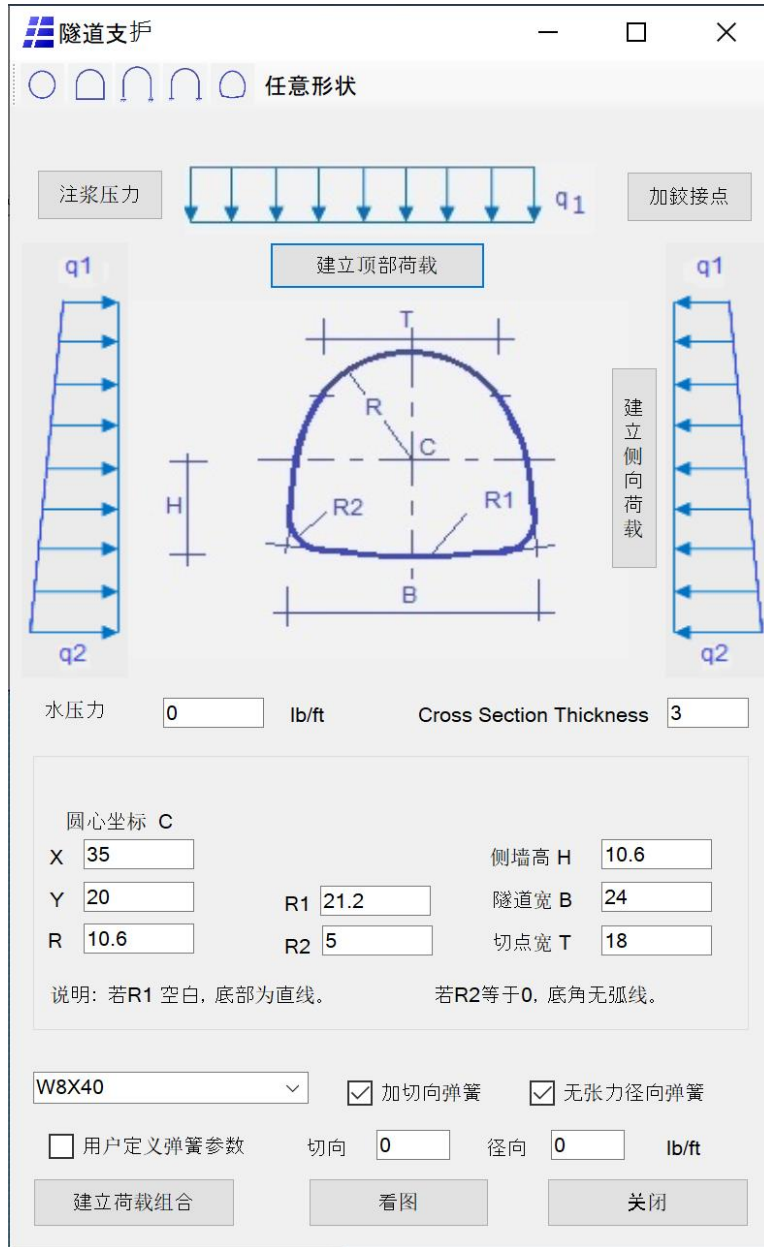 隧道支护
任意形状
注浆压力
q1
加鉸接点
q1
建立顶部荷载
q1
T
R
C
建立侧向荷载
H
R2
R1
B
q2
q2
水压力 0 lb/ft Cross Section Thickness 3
圆心坐标 C
X 35 侧墙高 H 10.6
Y 20 R1 21.2 隧道宽 B 24
R 10.6 R2 5 切点宽 T 18
说明: 若R1 空白, 底部为直线。 若R2等于0, 底角无弧线。
W8X40 加切向弹簧 无张力径向弹簧
用户定义弹簧参数 切向 0 径向 0 lb/ft
建立荷载组合 看图 关闭